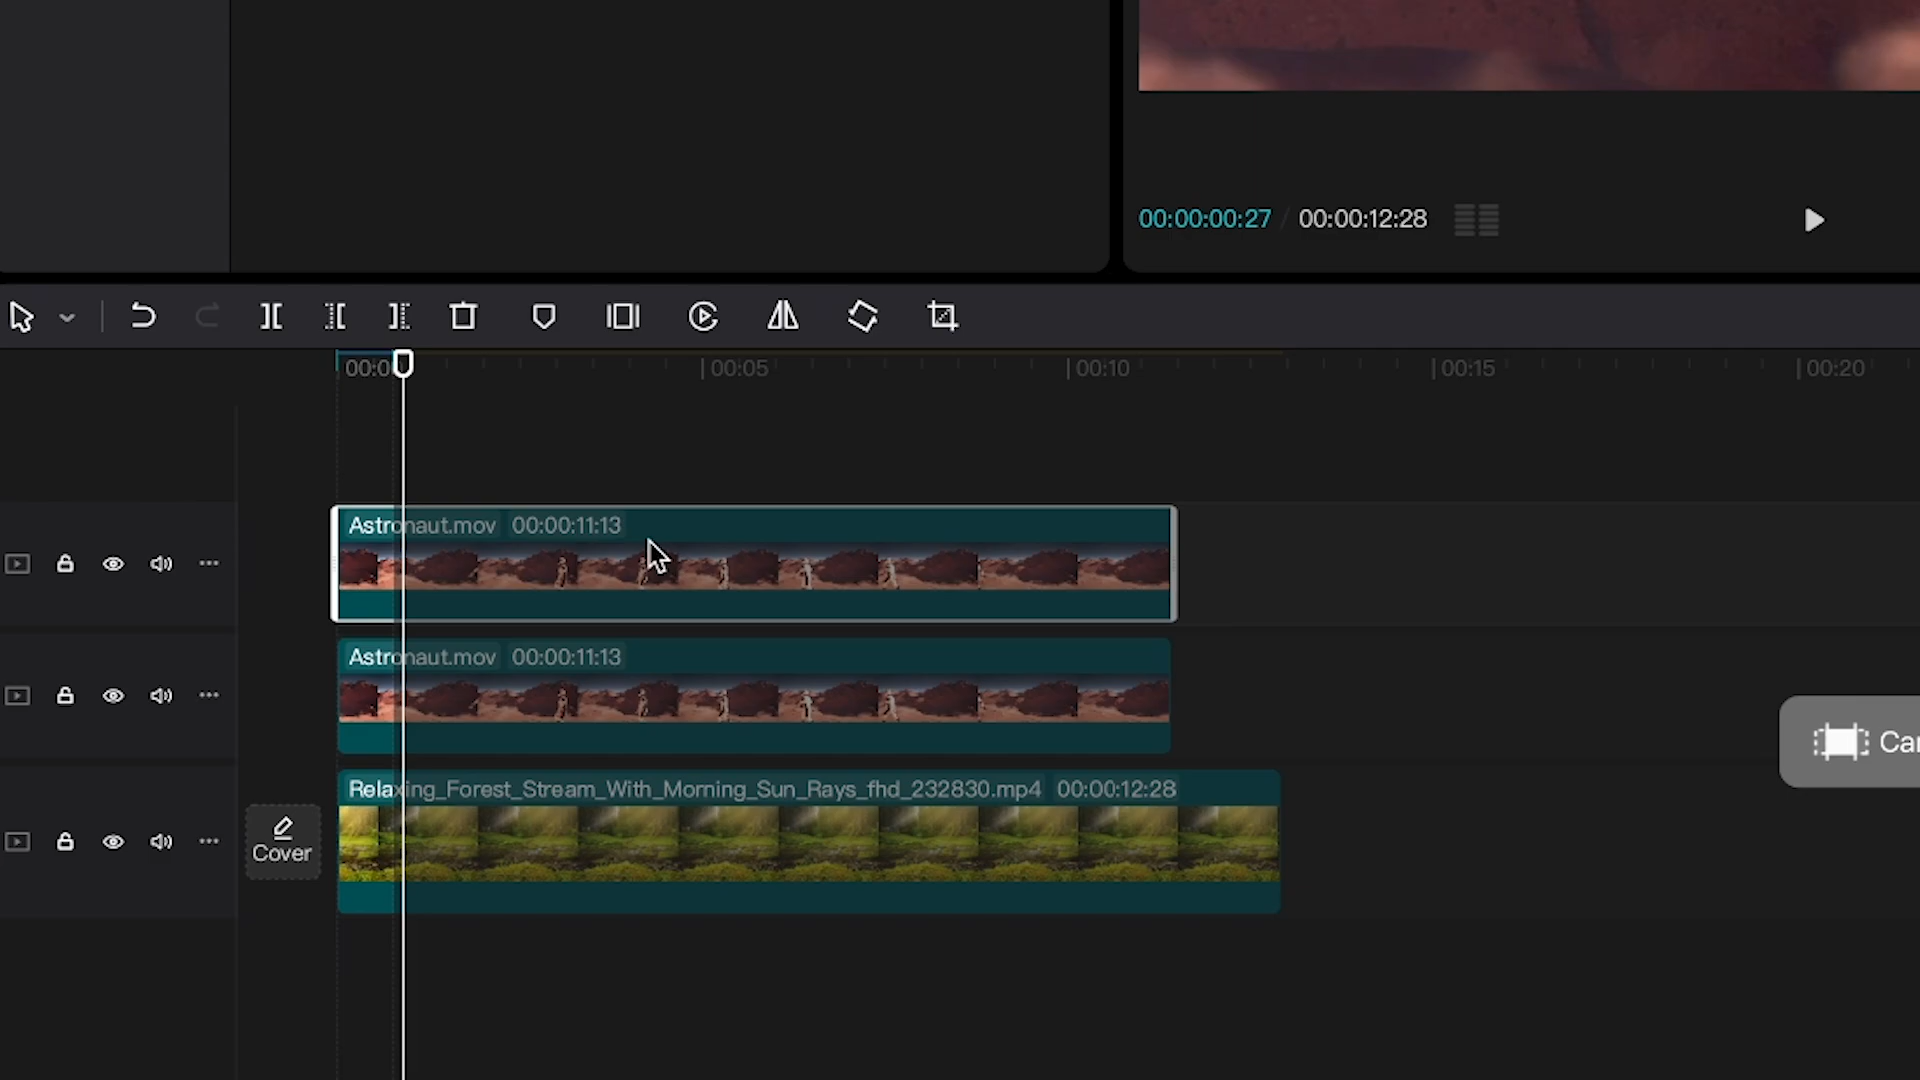 00:00:00:27 / 00:00:12:28
00:0
00:05
00:10
00:15
00:20
Astronaut.mov 00:00:11:13
Astronaut.mov 00:00:11:13
Car
Relaxing_Forest_Stream_With_Morning_Sun_Rays_fhd_232830.mp4 00:00:12:28
Cover